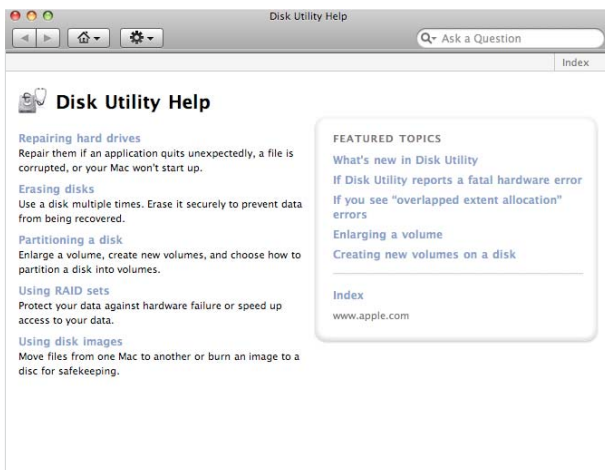 Disk Utility Help
Ask a Question
Index
Disk Utility Help
Repairing hard drives
Repair them if an application quits unexpectedly, a file is
corrupted, or your Mac won't start up.
Erasing disks
Use a disk multiple times. Erase it securely to prevent data
from being recovered.
Partitioning a disk
Enlarge a volume, create new volumes, and choose how to
partition a disk into volumes.
Using RAID sets
Protect your data against hardware failure or speed up
access to your data.
Using disk images
Move files from one Mac to another or burn an image to a
disc for safekeeping.
FEATURED TOPICS
What's new in Disk Utility
If Disk Utility reports a fatal hardware error
If you see “overlapped extent allocation”
errors
Enlarging a volume
Creating new volumes on a disk
Index
www.apple.com